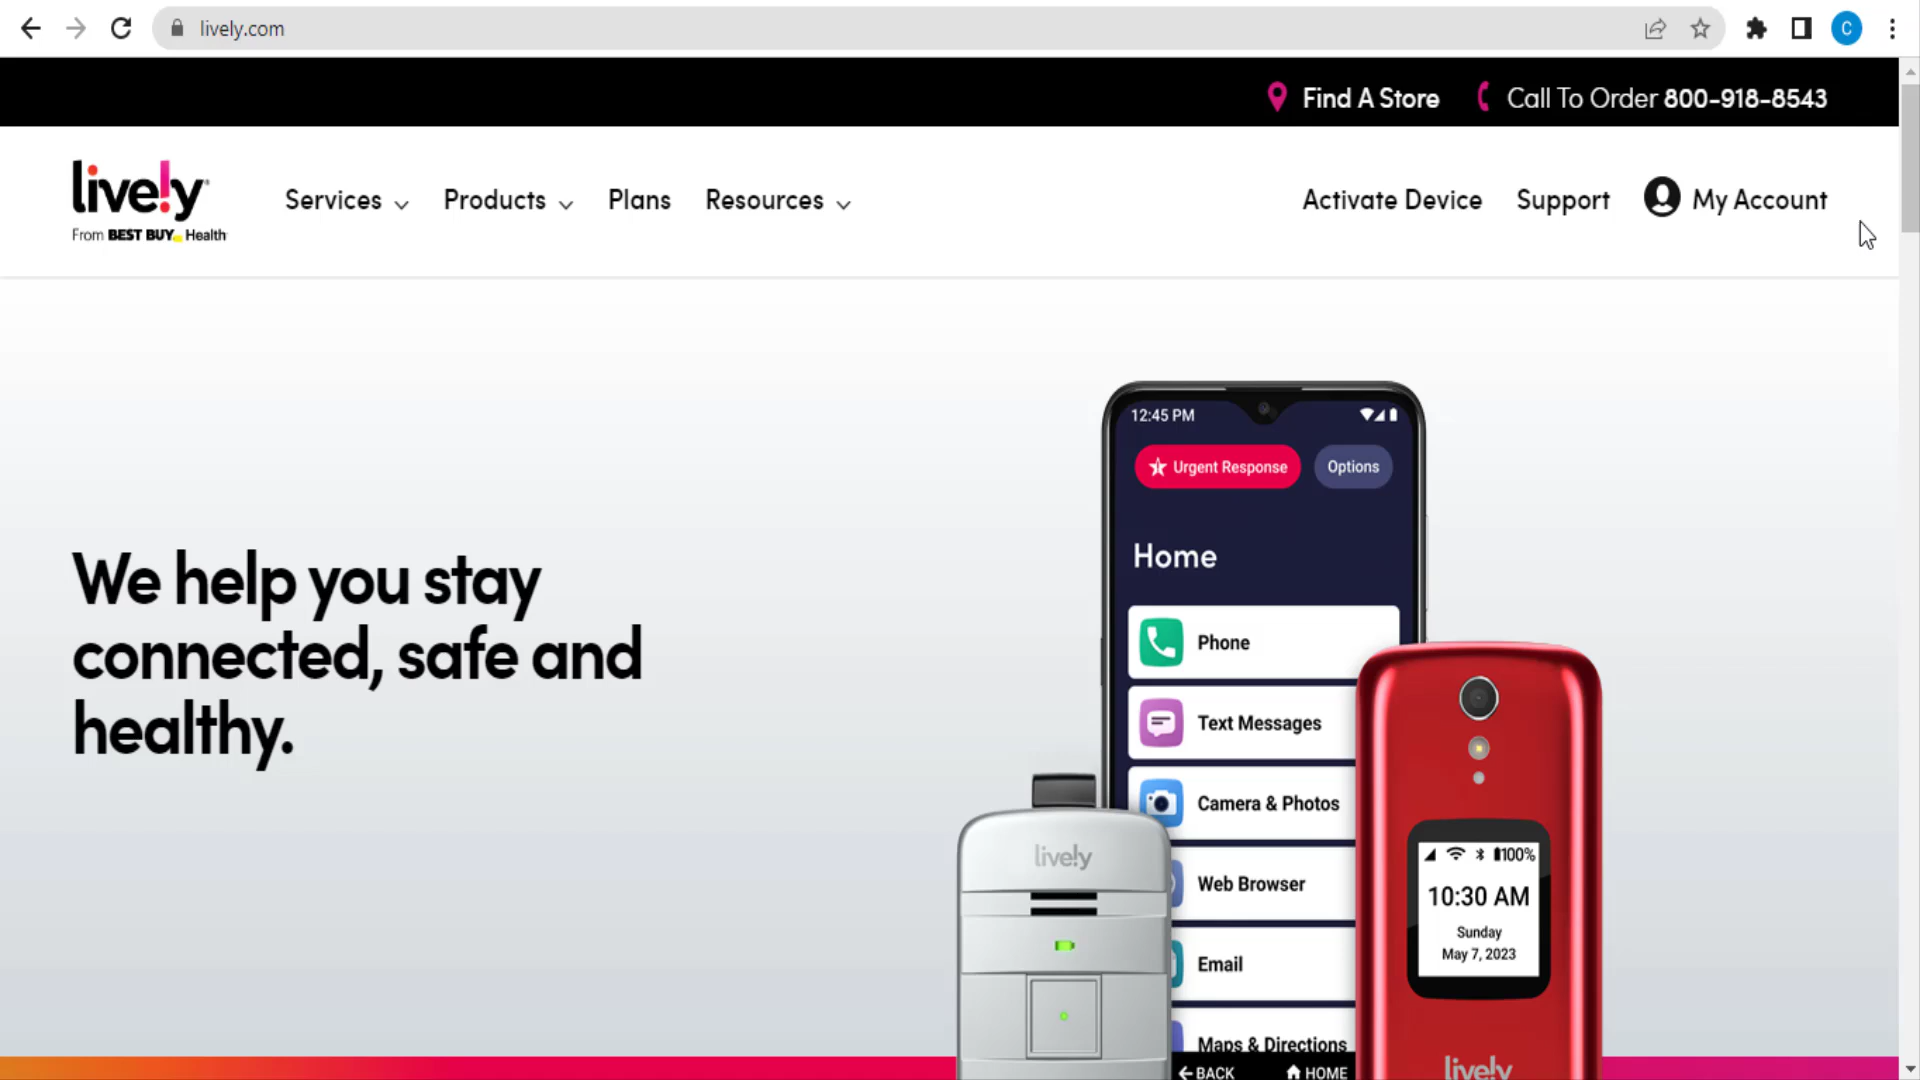 lively.com
C
Find A Store
Call To Order 800-918-8543
live!y
From BEST BUY Health
Services
Products
Plans
Resources
Activate Device
Support
My Account
We help you stay
connected, safe and
healthy.
12:45 PM
Urgent Response
Options
Home
Phone
Text Messages
Camera & Photos
Web Browser
Email
Maps & Directions
BACK
HOME
live!y
100%
10:30 AM
Sunday
May 7, 2023
live!y